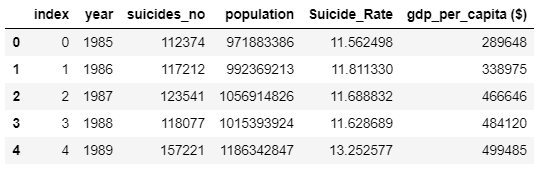 index year suicides_no population Suicide_Rate gdp_per_capita ($)
0 0 1985 112374 971883386 11.562498 289648
1 1 1986 117212 992369213 11.811330 338975
2 2 1987 123541 1056914826 11.688832 466646
3 3 1988 118077 1015393924 11.628689 484120
4 4 1989 157221 1186342847 13.252577 499485